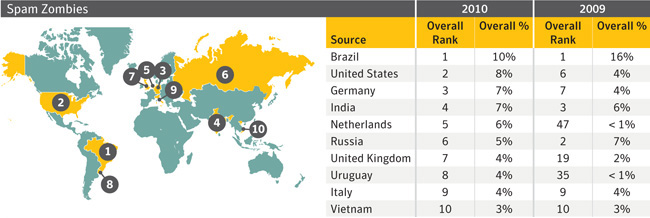 Spam Zombies
5 3
7
9
6
2
4
10
1
8
2010 2009
Source Overall Rank Overall % Overall Rank Overall %
Brazil 1 10% 1 16%
United States 2 8% 6 4%
Germany 3 7% 7 4%
India 4 7% 3 6%
Netherlands 5 6% 47 < 1%
Russia 6 5% 2 7%
United Kingdom 7 4% 19 2%
Uruguay 8 4% 35 < 1%
Italy 9 4% 9 4%
Vietnam 10 3% 10 3%